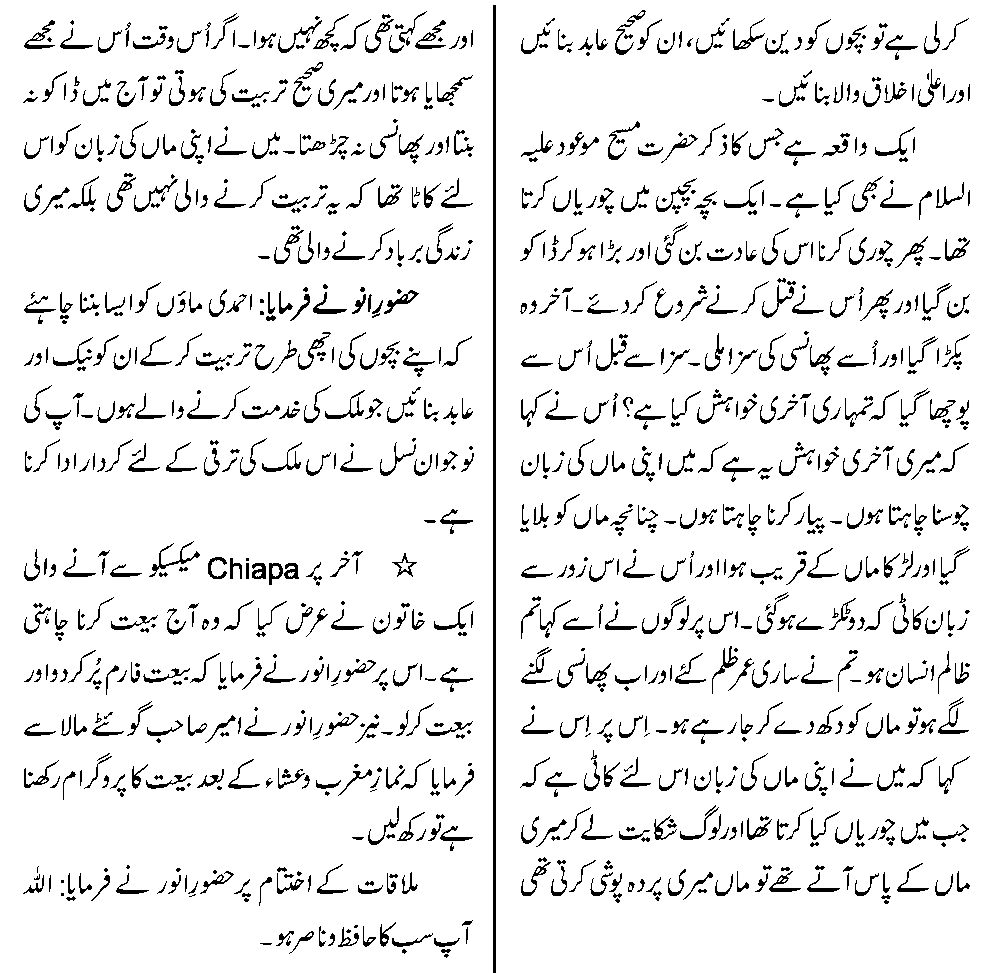 کرلی ہے تو بچوں کو دین سکھائیں، ان کو صحیح عابد بنائیں
اور اعلیٰ اخلاق والا بنائیں۔
ایک واقعہ ہے جس کا ذکر حضرت مسیح موعود علیہ
السلام نے بھی کیا ہے۔ ایک بچہ بچپن میں چوریاں کرتا
تھا۔ پھر چوری کرنا اس کی عادت بن گئی اور بڑا ہو کر ڈاکو
بن گیا اور پھر اُس نے قتل کرنے شروع کر دئے۔ آخر وہ
پکڑا گیا اور اُسے پھانسی کی سزا ملی۔ سزا سے قبل اُس سے
پوچھا گیا کہ تمہاری آخری خواہش کیا ہے؟ اُس نے کہا
کہ میری آخری خواہش یہ ہے کہ میں اپنی ماں کی زبان
چوسنا چاہتا ہوں۔ پیار کرنا چاہتا ہوں۔ چنانچہ ماں کو بلایا
گیا اور لڑکا ماں کے قریب ہوا اور اُس نے اس زور سے
زبان کاٹی کہ دو ٹکڑے ہو گئی۔ اس پر لوگوں نے اُسے کہا تم
ظالم انسان ہو۔ تم نے ساری عمر ظلم کئے اور اب پھانسی لگنے
لگے ہو تو ماں کو دکھ دے کر جا رہے ہو۔ اِس پر اِس نے
کہا کہ میں نے اپنی ماں کی زبان اس لئے کاٹی ہے کہ
جب میں چوریاں کیا کرتا تھا اور لوگ شکایت لے کر میری
ماں کے پاس آتے تھے تو ماں میری پردہ پوشی کرتی تھی
اور مجھے کہتی تھی کہ کچھ نہیں ہوا۔ اگر اُس وقت اُس نے مجھے
سمجھایا ہوتا اور میری صحیح تربیت کی ہوتی تو آج میں ڈاکو نہ
بنتا اور پھانسی نہ چڑھتا۔ میں نے اپنی ماں کی زبان کو اس
لئے کاٹا تھا کہ یہ تربیت کرنے والی نہیں تھی بلکہ میری
زندگی برباد کرنے والی تھی۔
حضورِ انور نے فرمایا: احمدی ماؤں کو ایسا بننا چاہئے
کہ اپنے بچوں کی اچھی طرح تربیت کر کے ان کو نیک اور
عابد بنائیں جو ملک کی خدمت کرنے والے ہوں۔ آپ کی
نوجوان نسل نے اس ملک کی ترقی کے لئے کردار ادا کرنا
ہے۔
☆ آخر پر Chiapa میکسیکو سے آنے والی
ایک خاتون نے عرض کیا کہ وہ آج بیعت کرنا چاہتی
ہے۔ اس پر حضورِ انور نے فرمایا کہ بیعت فارم پُر کر دو اور
بیعت کر لو۔ نیز حضورِ انور نے امیر صاحب گوئٹے مالا سے
فرمایا کہ نمازِ مغرب و عشاء کے بعد بیعت کا پروگرام رکھنا
ہے تو رکھ لیں۔
ملاقات کے اختتام پر حضورِ انور نے فرمایا: اللہ
آپ سب کا حافظ و ناصر ہو۔